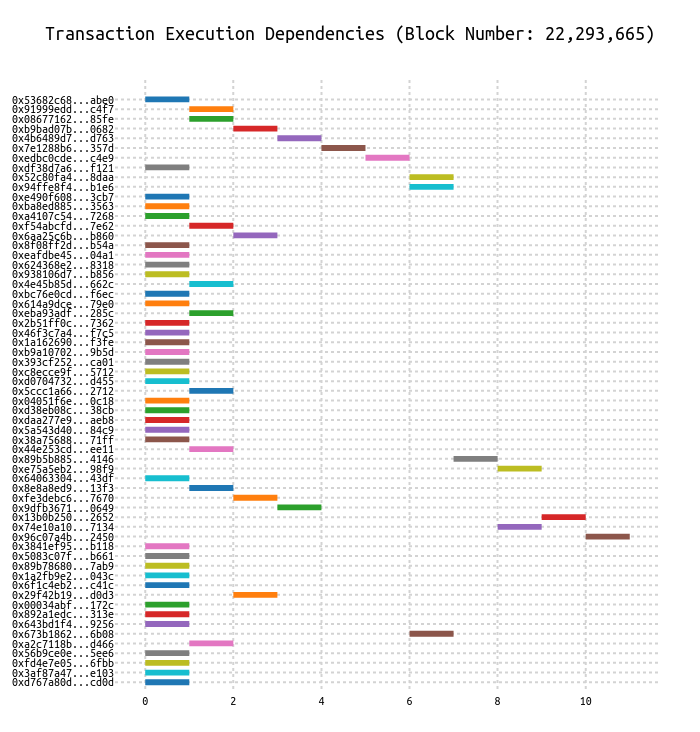 Transaction Execution Dependencies (Block Number: 22,293,665)
0x53682c68...abe0
0x91999edd...c4f7
0x08677162...85fe
0xb9bad07b...0682
0x4b6489d7...d763
0x7e1288b6...357d
0xedbc0cde...c4e9
0xdf38d7a6...f121
0x52c80fa4...8daa
0x94ffe8f4...b1e6
0xe490f608...3cb7
0xba8ed885...3563
0xa4107c54...7268
0xf54abcfd...7e62
0x6aa25c6b...b860
0x8f08ff2d...b54a
0xeafdbe45...04a1
0x624368e2...8318
0x938106d7...b856
0x4e45b85d...662c
0xbc76e0cd...f6ec
0x614a9dce...79e0
0xeba93adf...285c
0x2b51ff0c...7362
0x46f3c7a4...f7c5
0x1a162690...f3fe
0xb9a10702...9b5d
0x393cf252...ca01
0xc8ecce9f...5712
0xd0704732...d455
0x5ccc1a66...2712
0x04051f6e...0c18
0xd38eb08c...38cb
0xdaa277e9...aeb8
0x5a543d40...84c9
0x38a75688...71ff
0x44e253cd...ee11
0x89b5b885...4146
0xe75a5eb2...98f9
0x64063304...43df
0x8e8a8ed9...13f3
0xfe3debc6...7670
0x9dfb3671...0649
0x13b0b250...2652
0x74e10a10...7134
0x96c07a4b...2450
0x3841ef95...b118
0x5083c07f...b661
0x89b78680...7ab9
0x1a2fb9e2...043c
0x6f1c4eb2...c41c
0x29f42b19...d0d3
0x00034abf...172c
0x892a1edc...313e
0x643bd1f4...9256
0x673b1862...6b08
0xa2c7118b...d466
0x56b9ce0e...5ee6
0xfd4e7e05...6fbb
0x3af87a47...e103
0xd767a80d...cd0d
0 2 4 6 8 10